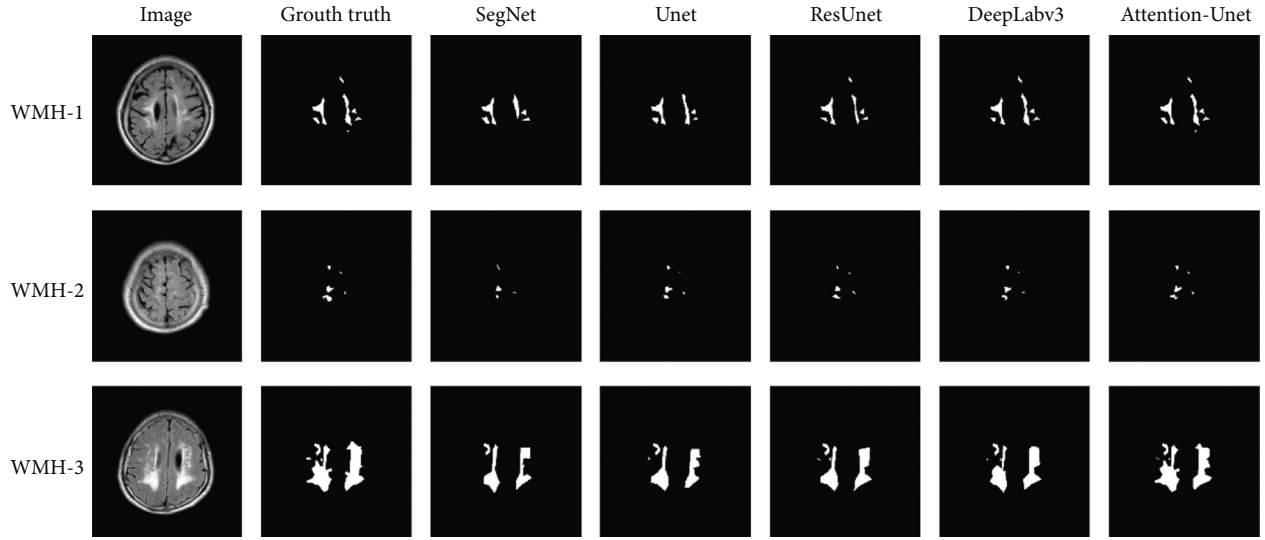 Image Grouth truth SegNet Unet ResUnet DeepLabv3 Attention-Unet
WMH-1
WMH-2
WMH-3